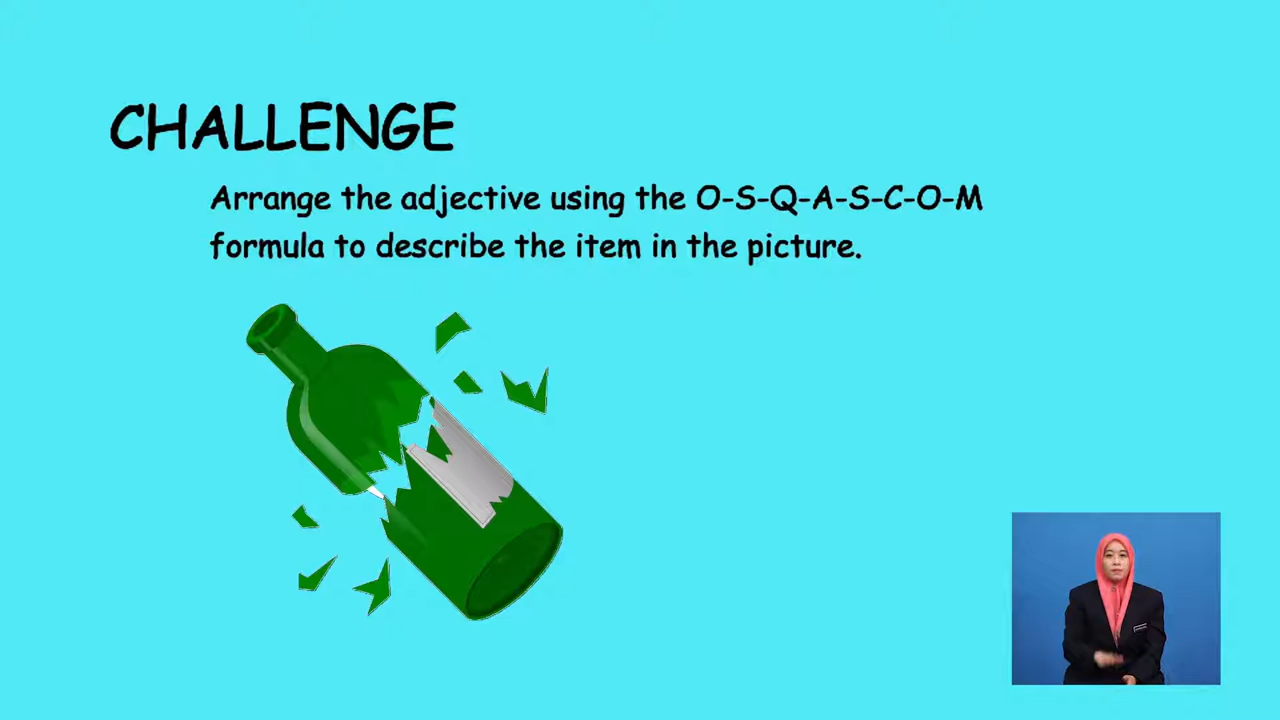 CHALLENGE
Arrange the adjective using the O-S-Q-A-S-C-O-M
formula to describe the item in the picture.